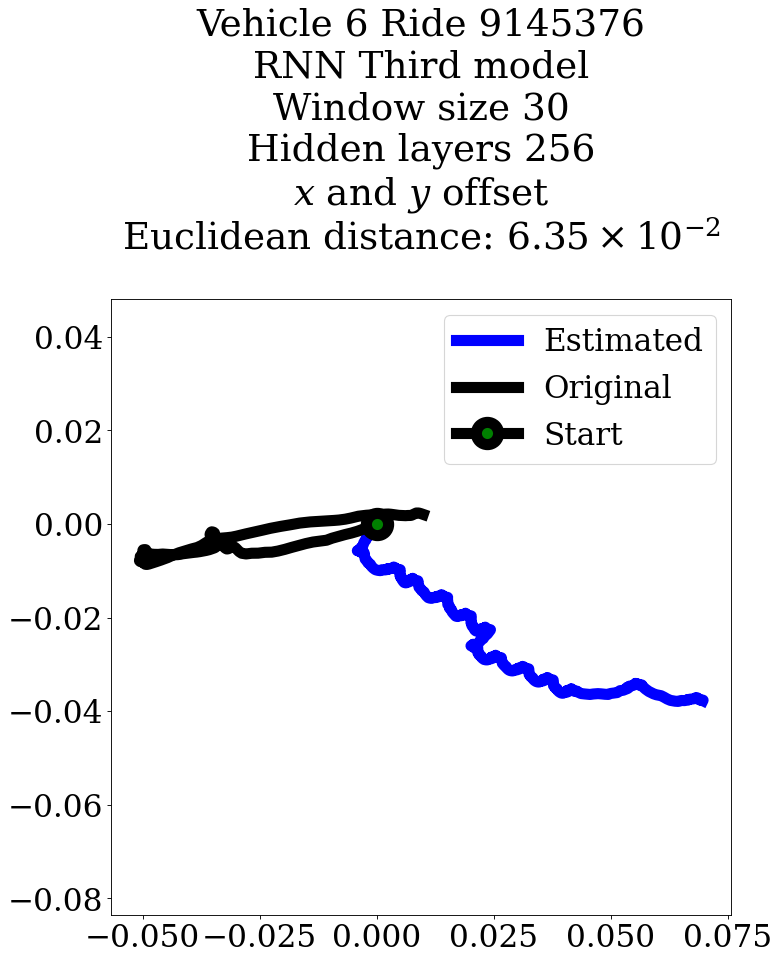 Vehicle 6 Ride 9145376
RNN Third model
Window size 30
Hidden layers 256
x and y offset
Euclidean distance: 6.35 × 10⁻²
Estimated
Original
Start
0.04
0.02
0.00
−0.02
−0.04
−0.06
−0.08
−0.050 −0.025 0.000 0.025 0.050 0.075